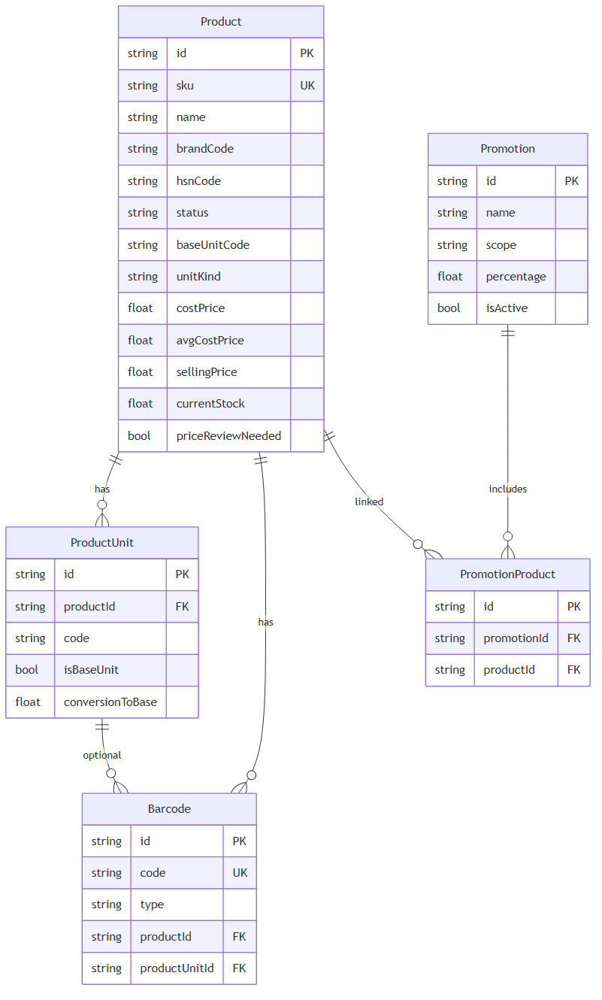 Product
string id PK
string sku UK
string name
string brandCode
string hsnCode
string status
string baseUnitCode
string unitKind
float costPrice
float avgCostPrice
float sellingPrice
float currentStock
bool priceReviewNeeded
Promotion
string id PK
string name
string scope
float percentage
bool isActive
has
linked
includes
ProductUnit
string id PK
string productId FK
string code
bool isBaseUnit
float conversionToBase
has
PromotionProduct
string id PK
string promotionId FK
string productId FK
optional
Barcode
string id PK
string code UK
string type
string productId FK
string productUnitId FK